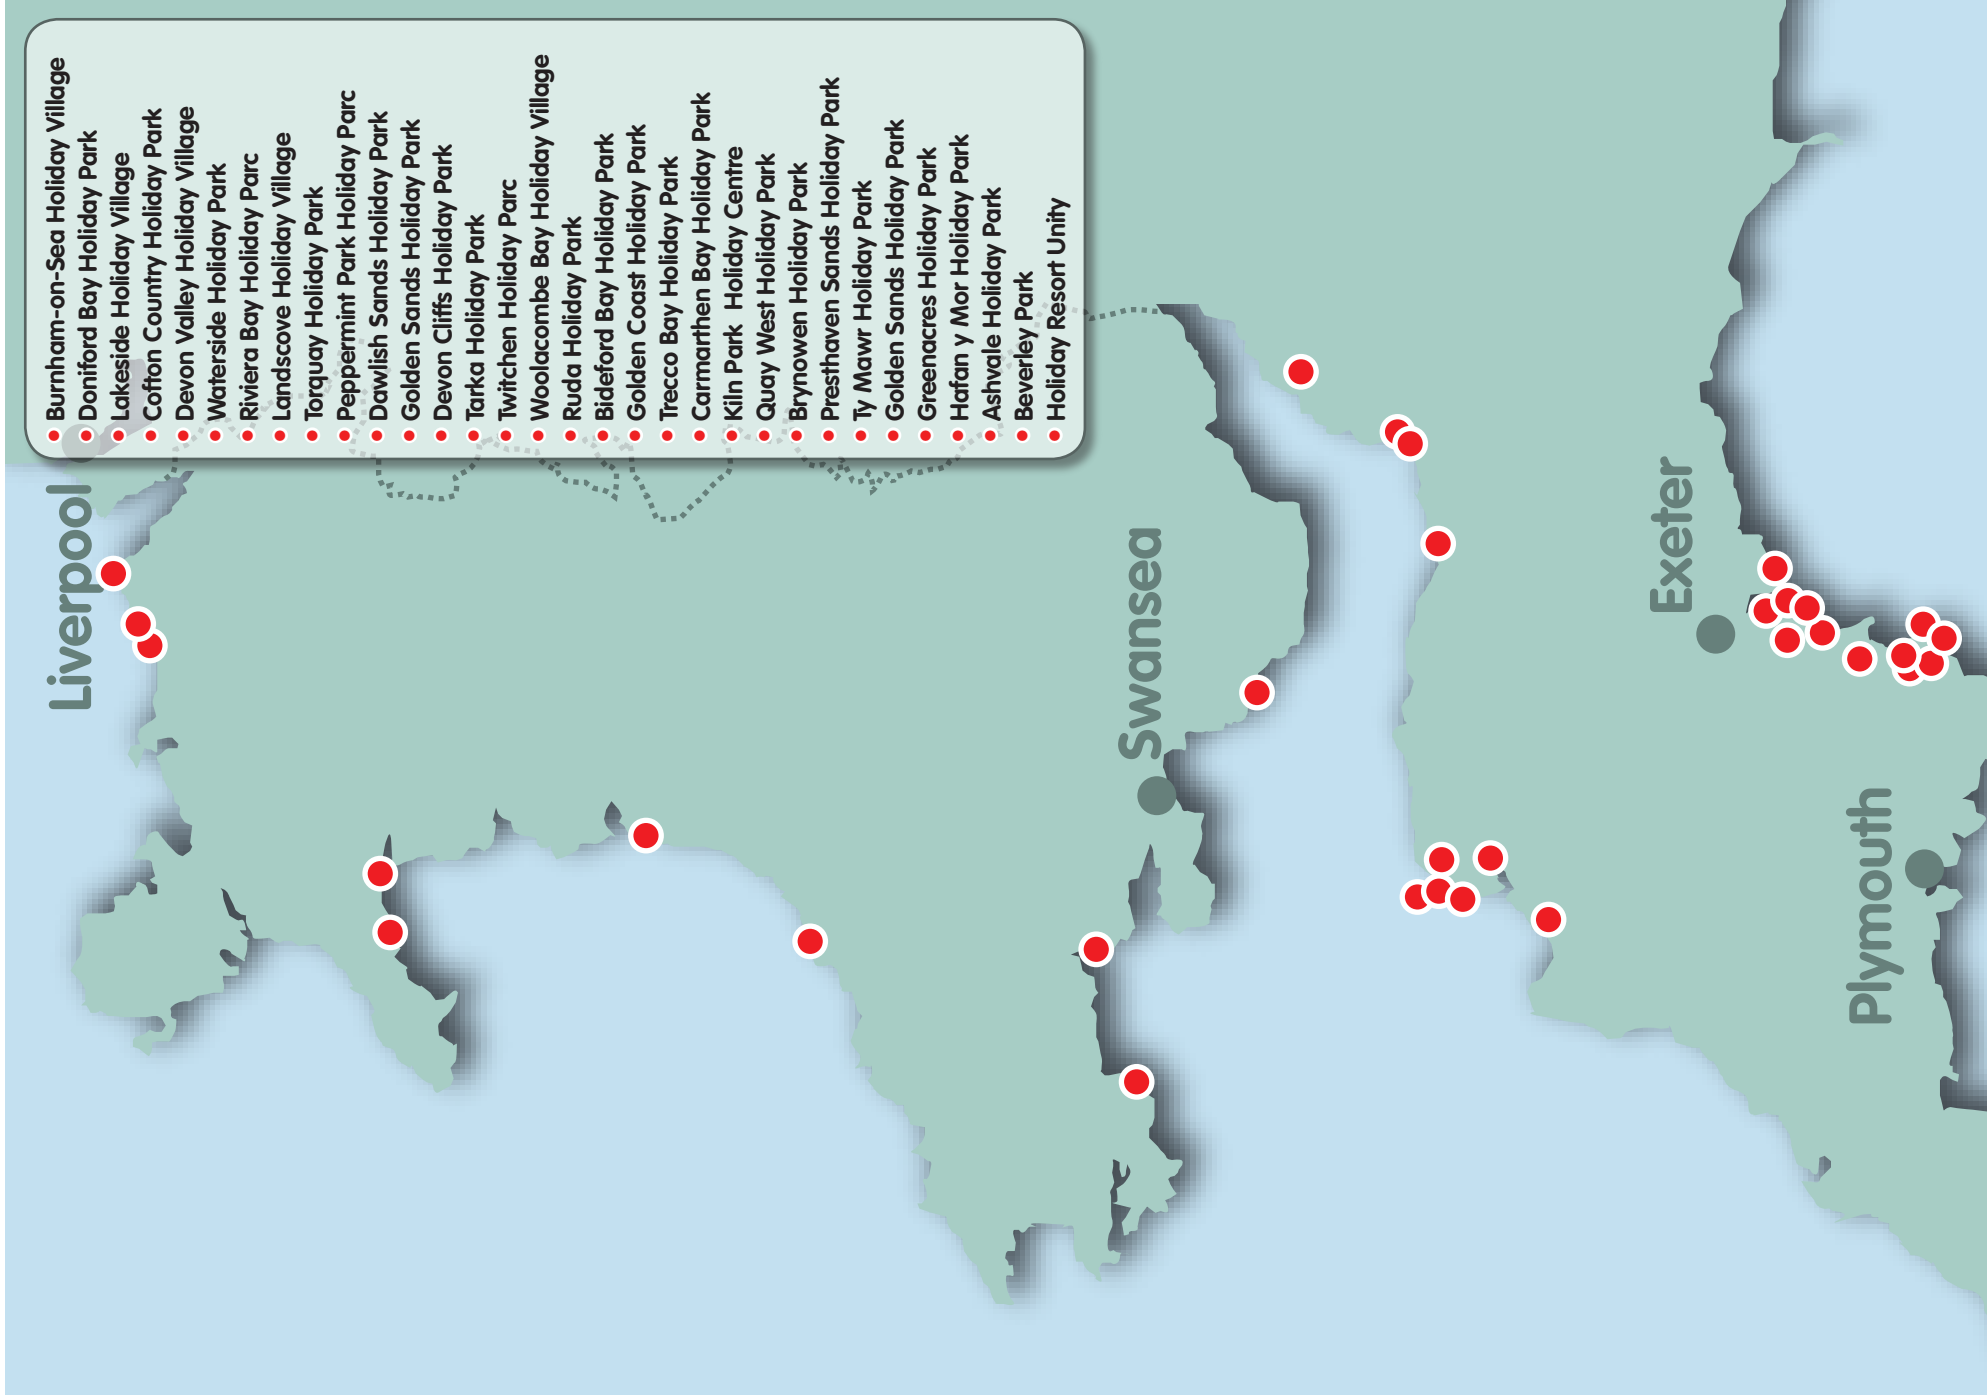 Burnham-on-Sea Holiday Village
Doniford Bay Holiday Park
Lakeside Holiday Village
Cofton Country Holiday Park
Devon Valley Holiday Village
Waterside Holiday Park
Riviera Bay Holiday Parc
Landscove Holiday Village
Torquay Holiday Park
Peppermint Park Holiday Parc
Dawlish Sands Holiday Park
Golden Sands Holiday Park
Devon Cliffs Holiday Park
Tarka Holiday Park
Twitchen Holiday Parc
Woolacombe Bay Holiday Village
Ruda Holiday Park
Bideford Bay Holiday Park
Golden Coast Holiday Park
Trecco Bay Holiday Park
Carmarthen Bay Holiday Park
Kiln Park Holiday Centre
Quay West Holiday Park
Brynowen Holiday Park
Presthaven Sands Holiday Park
Ty Mawr Holiday Park
Golden Sands Holiday Park
Greenacres Holiday Park
Hafan y Mor Holiday Park
Ashvale Holiday Park
Beverley Park
Holiday Resort Unity
Liverpool
Swansea
Exeter
Plymouth